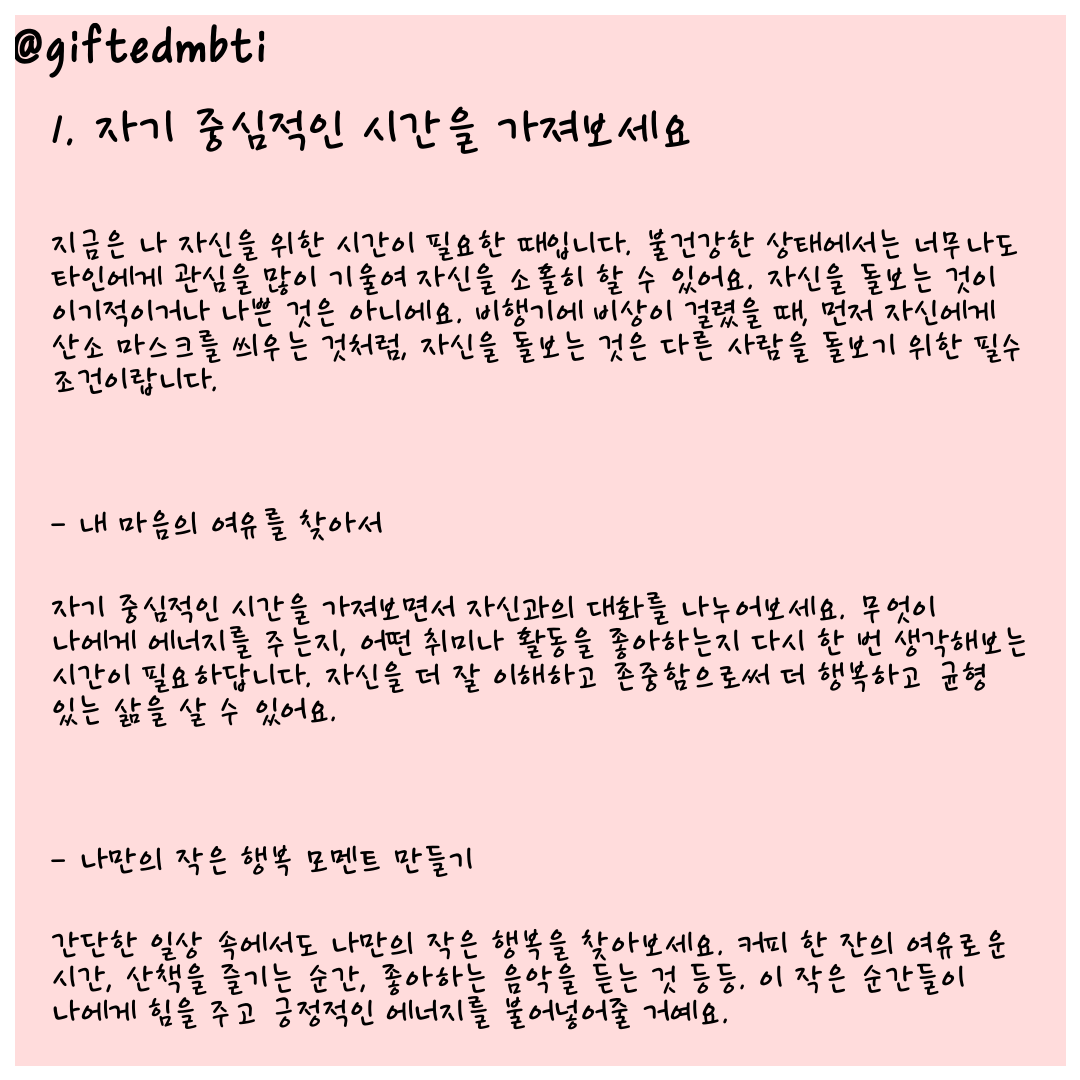 @giftedmbti
1. 자기 중심적인 시간을 가져보세요
지금은 나 자신을 위한 시간이 필요한 때입니다. 불건강한 상태에서는 너무나도
타인에게 관심을 많이 기울여 자신을 소홀히 할 수 있어요. 자신을 돌보는 것이
이기적이거나 나쁜 것은 아니에요. 비행기에 비상이 걸렸을 때, 먼저 자신에게
산소 마스크를 씌우는 것처럼, 자신을 돌보는 것은 다른 사람을 돌보기 위한 필수
조건이랍니다.
- 내 마음의 여유를 찾아서
자기 중심적인 시간을 가져보면서 자신과의 대화를 나누어보세요. 무엇이
나에게 에너지를 주는지, 어떤 취미나 활동을 좋아하는지 다시 한 번 생각해보는
시간이 필요하답니다. 자신을 더 잘 이해하고 존중함으로써 더 행복하고 균형
있는 삶을 살 수 있어요.
- 나만의 작은 행복 모멘트 만들기
간단한 일상 속에서도 나만의 작은 행복을 찾아보세요. 커피 한 잔의 여유로운
시간, 산책을 즐기는 순간, 좋아하는 음악을 듣는 것 등등. 이 작은 순간들이
나에게 힘을 주고 긍정적인 에너지를 불어넣어줄 거예요.